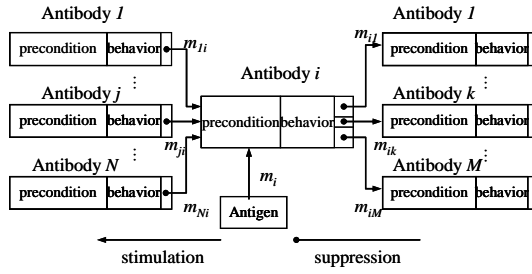 Antibody 1
precondition behavior
m1i
Antibody j
precondition behavior
mji
Antibody N
precondition behavior
mNi
Antibody i
precondition behavior
mi
Antigen
Antibody 1
mi1
precondition behavior
Antibody k
precondition behavior
mik
Antibody M
precondition behavior
miM
stimulation
suppression